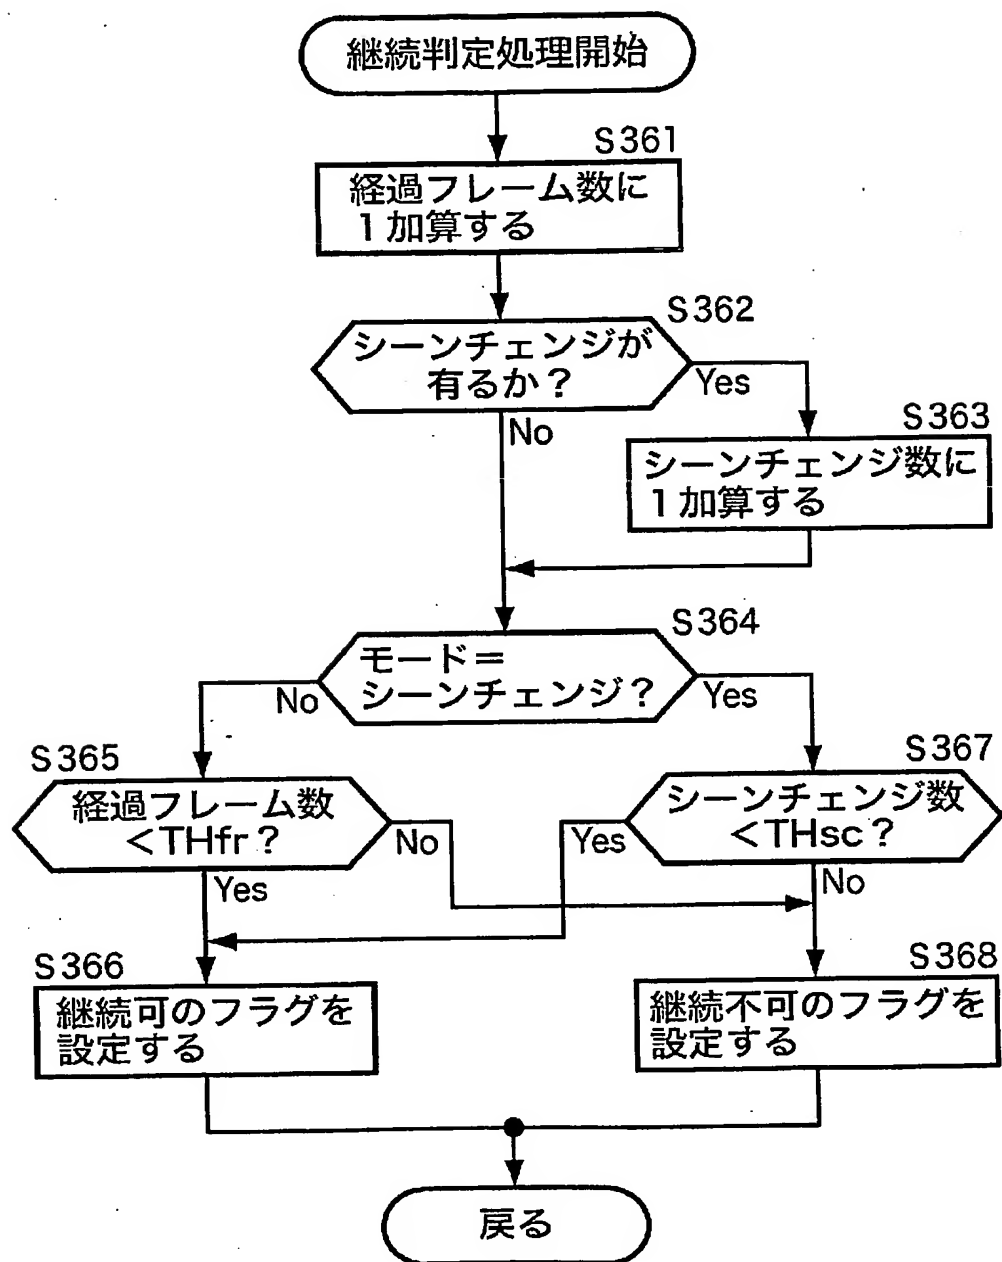 継続判定処理開始
S361
経過フレーム数に
1加算する
S362
シーンチェンジが
有るか？
Yes
No
S363
シーンチェンジ数に
1加算する
S364
モード＝
シーンチェンジ？
No
Yes
S365
経過フレーム数
<THfr？
No
Yes
S367
シーンチェンジ数
<THsc？
Yes
No
S366
継続可のフラグを
設定する
S368
継続不可のフラグを
設定する
戻る